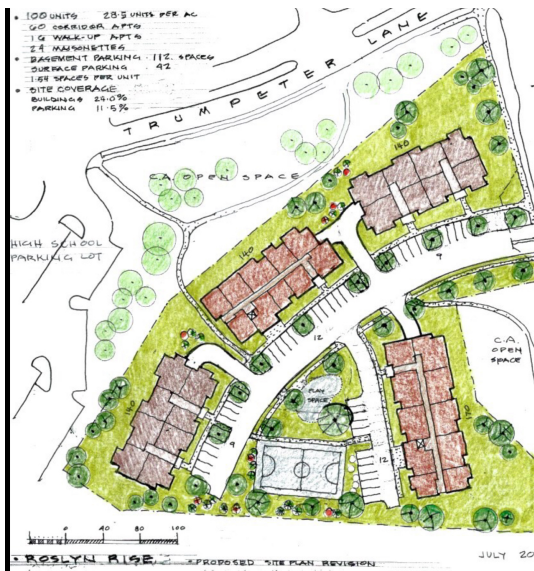 • 100 UNITS 28.5 UNITS PER AC
60 CORRIDOR APTS
16 WALK-UP APTS
24 MAISONETTES
• BASEMENT PARKING 112 SPACES
SURFACE PARKING 42
1.54 SPACES PER UNIT
• SITE COVERAGE
BUILDINGS 24.0%
PARKING 11.5%
TRUMPETER LANE
CA OPEN SPACE
140
HIGH SCHOOL
PARKING LOT
140
9
C.A.
OPEN
SPACE
12
PLAY
SPACE
140
130
9
12
0 40 80 100
• ROSLYN RISE • PROPOSED SITE PLAN REVISION
JULY 20